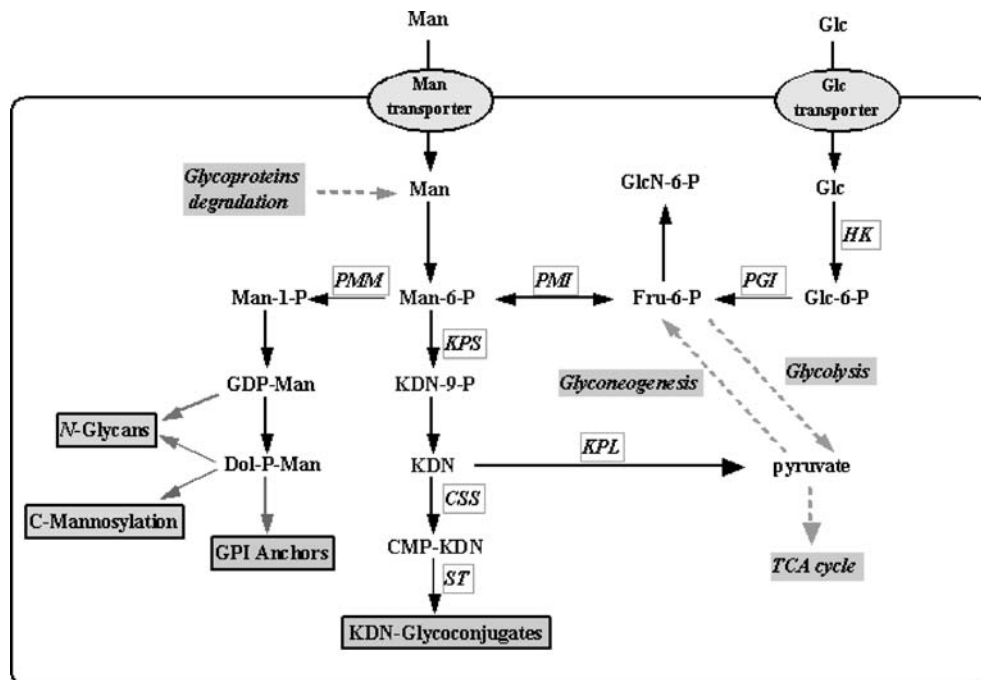 Man
Glc
Man
transporter
Glc
transporter
Glycoproteins
degradation
Man
GlcN-6-P
Glc
HK
PMM
PMI
PGI
Man-1-P
Man-6-P
Fru-6-P
Glc-6-P
KPS
GDP-Man
KDN-9-P
Glyconeogenesis
Glycolysis
N-Glycans
Dol-P-Man
KDN
KPL
pyruvate
CSS
C-Mannosylation
GPI Anchors
CMP-KDN
TCA cycle
ST
KDN-Glycoconjugates